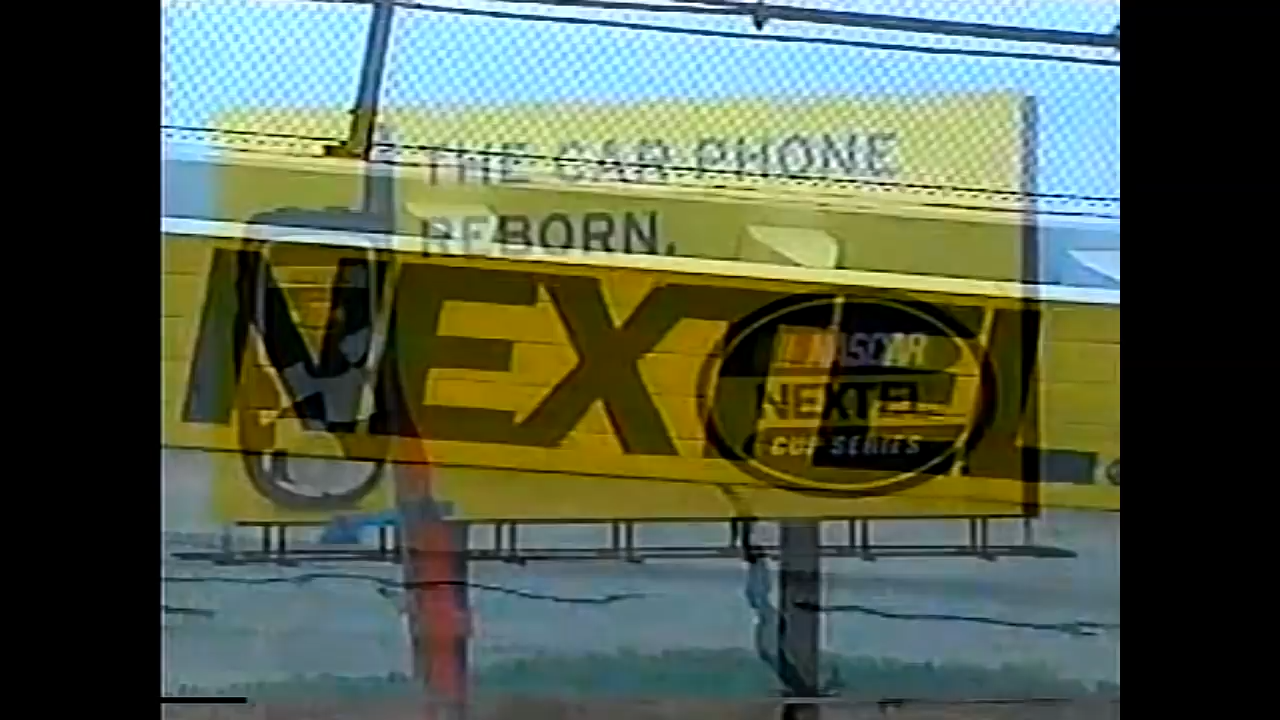 THE CAR PHONE
REBORN.
NEXTEL
NASCAR
NEXTEL
CUP SERIES